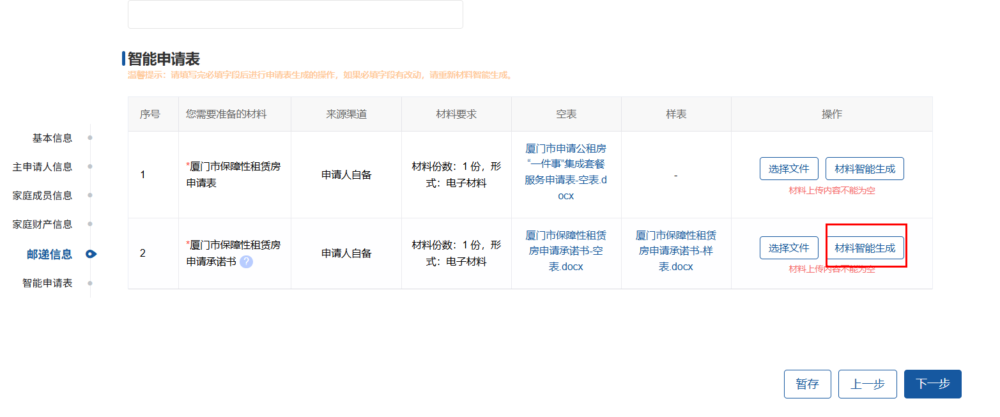 智能申请表
温馨提示：请填写完必填字段后进行申请表生成的操作，如果必填字段有改动，请重新材料智能生成。
序号 您需要准备的材料 来源渠道 材料要求 空表 样表 操作
基本信息
主申请人信息
家庭成员信息
家庭财产信息
邮递信息
智能申请表
1
*厦门市保障性租赁房
申请表
申请人自备
材料份数：1 份，形
式：电子材料
厦门市申请公租房
“一件事”集成套餐
服务申请表-空表.d
ocx
-
选择文件 材料智能生成
材料上传内容不能为空
2
*厦门市保障性租赁房
申请承诺书 ?
申请人自备
材料份数：1 份，形
式：电子材料
厦门市保障性租赁
房申请承诺书-空
表.docx
厦门市保障性租赁
房申请承诺书-样
表.docx
选择文件 材料智能生成
材料上传内容不能为空
暂存 上一步 下一步